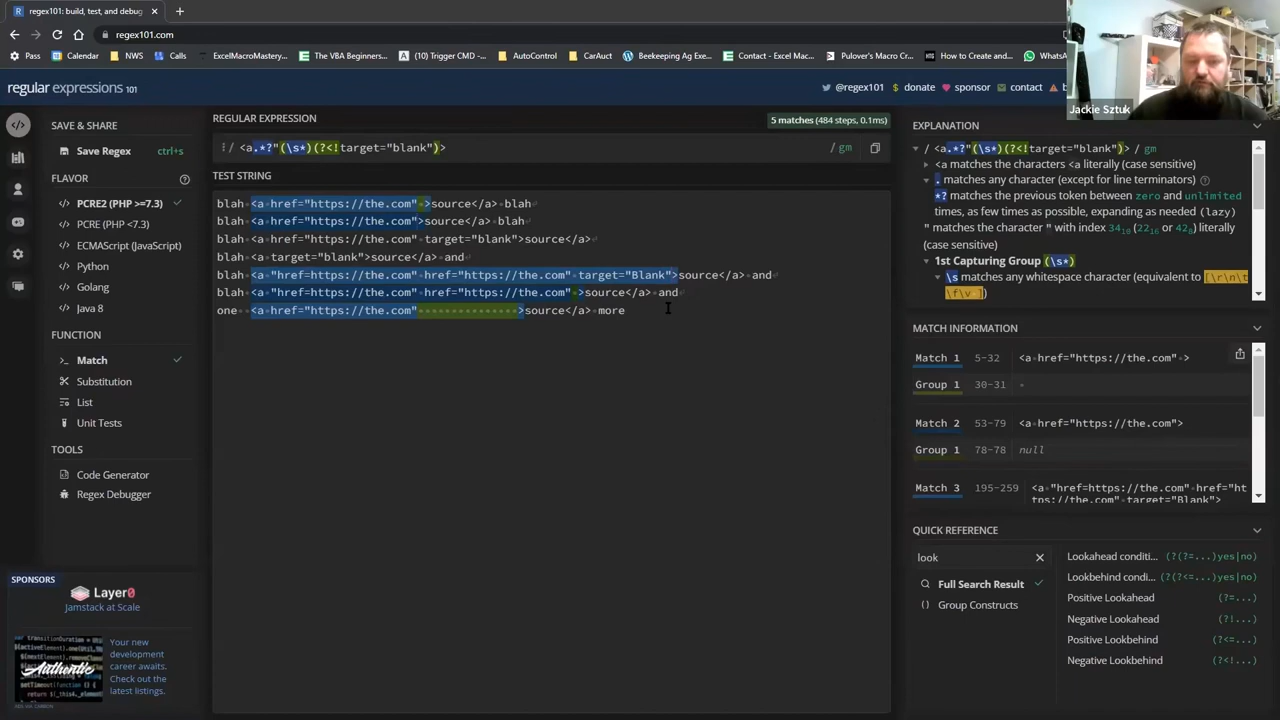 regex101: build, test, and debug
regex101.com
Pass
Calendar
NWS
ExcelMacroMastery...
The VBA Beginners...
(10) Trigger CMD -...
AutoControl
CarAuct
Beekeeping Ag Exe...
Contact - Excel Mac...
Pulover's Macro Cr...
How to Create and...
WhatsA
Jackie Sztuk
regular expressions 101
@regex101
donate
sponsor
contact
SAVE & SHARE
Save Regex
ctrl+s
FLAVOR
PCRE2 (PHP >=7.3)
PCRE (PHP <7.3)
ECMAScript (JavaScript)
Python
Golang
Java 8
FUNCTION
Match
Substitution
List
Unit Tests
TOOLS
Code Generator
Regex Debugger
SPONSORS
Layer0
Jamstack at Scale
Authentic
Your new
development
career awaits.
Check out the
latest listings.
ADS VIA CARBON
REGULAR EXPRESSION
5 matches (484 steps, 0.1ms)
/ <a.*?"(\s*)(?<!target="blank")> / gm
TEST STRING
blah <a href="https://the.com" >source</a> blah
blah <a href="https://the.com">source</a> blah
blah <a href="https://the.com" target="blank">source</a>
blah <a target="blank">source</a> and
blah <a "href="https://the.com" href="https://the.com" target="Blank">source</a> and
blah <a "href="https://the.com" href="https://the.com" >source</a> and
one <a href="https://the.com" >source</a> more
EXPLANATION
/ <a.*?"(\s*)(?<!target="blank")> / gm
<a matches the characters <a literally (case sensitive)
. matches any character (except for line terminators)
*? matches the previous token between zero and unlimited
times, as few times as possible, expanding as needed (lazy)
" matches the character " with index 34₁₀ (22₁₆ or 42₈) literally
(case sensitive)
1st Capturing Group (\s*)
\s matches any whitespace character (equivalent to [\r\n\t
\f\v ])
MATCH INFORMATION
Match 1 5-32 <a href="https://the.com" >
Group 1 30-31
Match 2 53-79 <a href="https://the.com">
Group 1 78-78 null
Match 3 195-259 <a "href=https://the.com" href="ht
tps://the.com" target="Blank">
QUICK REFERENCE
look
Full Search Result
Group Constructs
Lookahead conditi... (?(?=...)yes|no)
Lookbehind condi... (?(?<=...)yes|no)
Positive Lookahead (?=...)
Negative Lookahead (?!...)
Positive Lookbehind (?<=...)
Negative Lookbehind (?<!...)